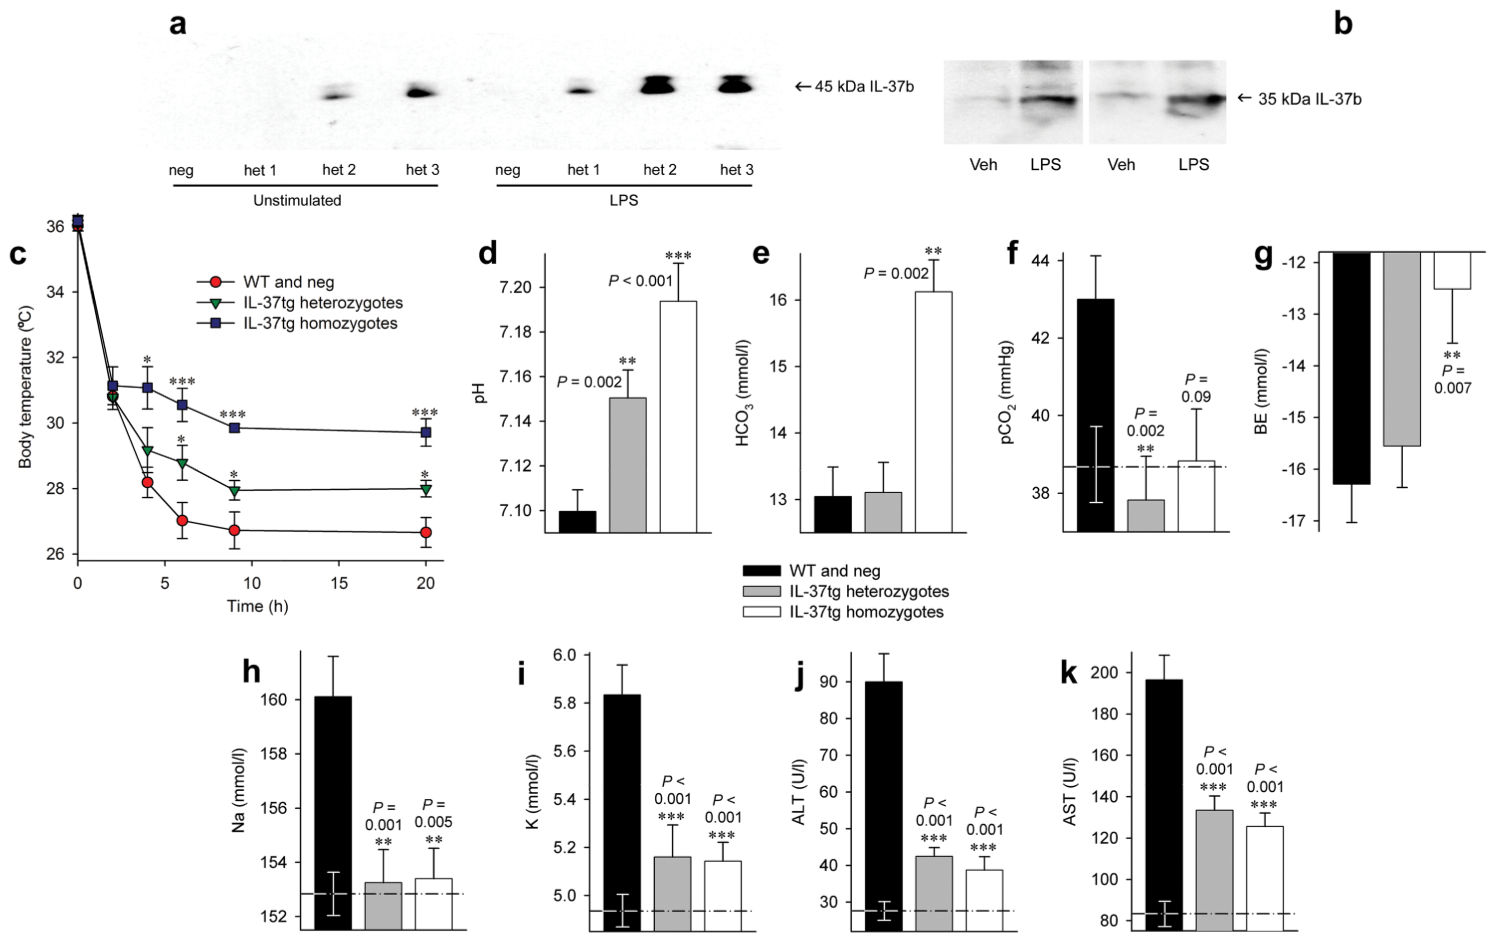 a
b
← 45 kDa IL-37b
← 35 kDa IL-37b
neg het 1 het 2 het 3 neg het 1 het 2 het 3
Unstimulated LPS
Veh LPS Veh LPS
c
36
34
32
30
28
26
Body temperature (ºC)
WT and neg
IL-37tg heterozygotes
IL-37tg homozygotes
* *** *** ***
* * *
0 5 10 15 20
Time (h)
d
7.20
7.18
7.16
7.14
7.12
7.10
pH
***
P < 0.001
**
P = 0.002
e
16
15
14
13
HCO3 (mmol/l)
**
P = 0.002
f
44
42
40
38
pCO2 (mmHg)
P =
0.002
**
P =
0.09
g
-12
-13
-14
-15
-16
-17
BE (mmol/l)
**
P =
0.007
WT and neg
IL-37tg heterozygotes
IL-37tg homozygotes
h
160
158
156
154
152
Na (mmol/l)
P =
0.001
**
P =
0.005
**
i
6.0
5.8
5.6
5.4
5.2
5.0
K (mmol/l)
P <
0.001
***
P <
0.001
***
j
90
80
70
60
50
40
30
ALT (U/l)
P <
0.001
***
P <
0.001
***
k
200
180
160
140
120
100
80
AST (U/l)
P <
0.001
***
P <
0.001
***